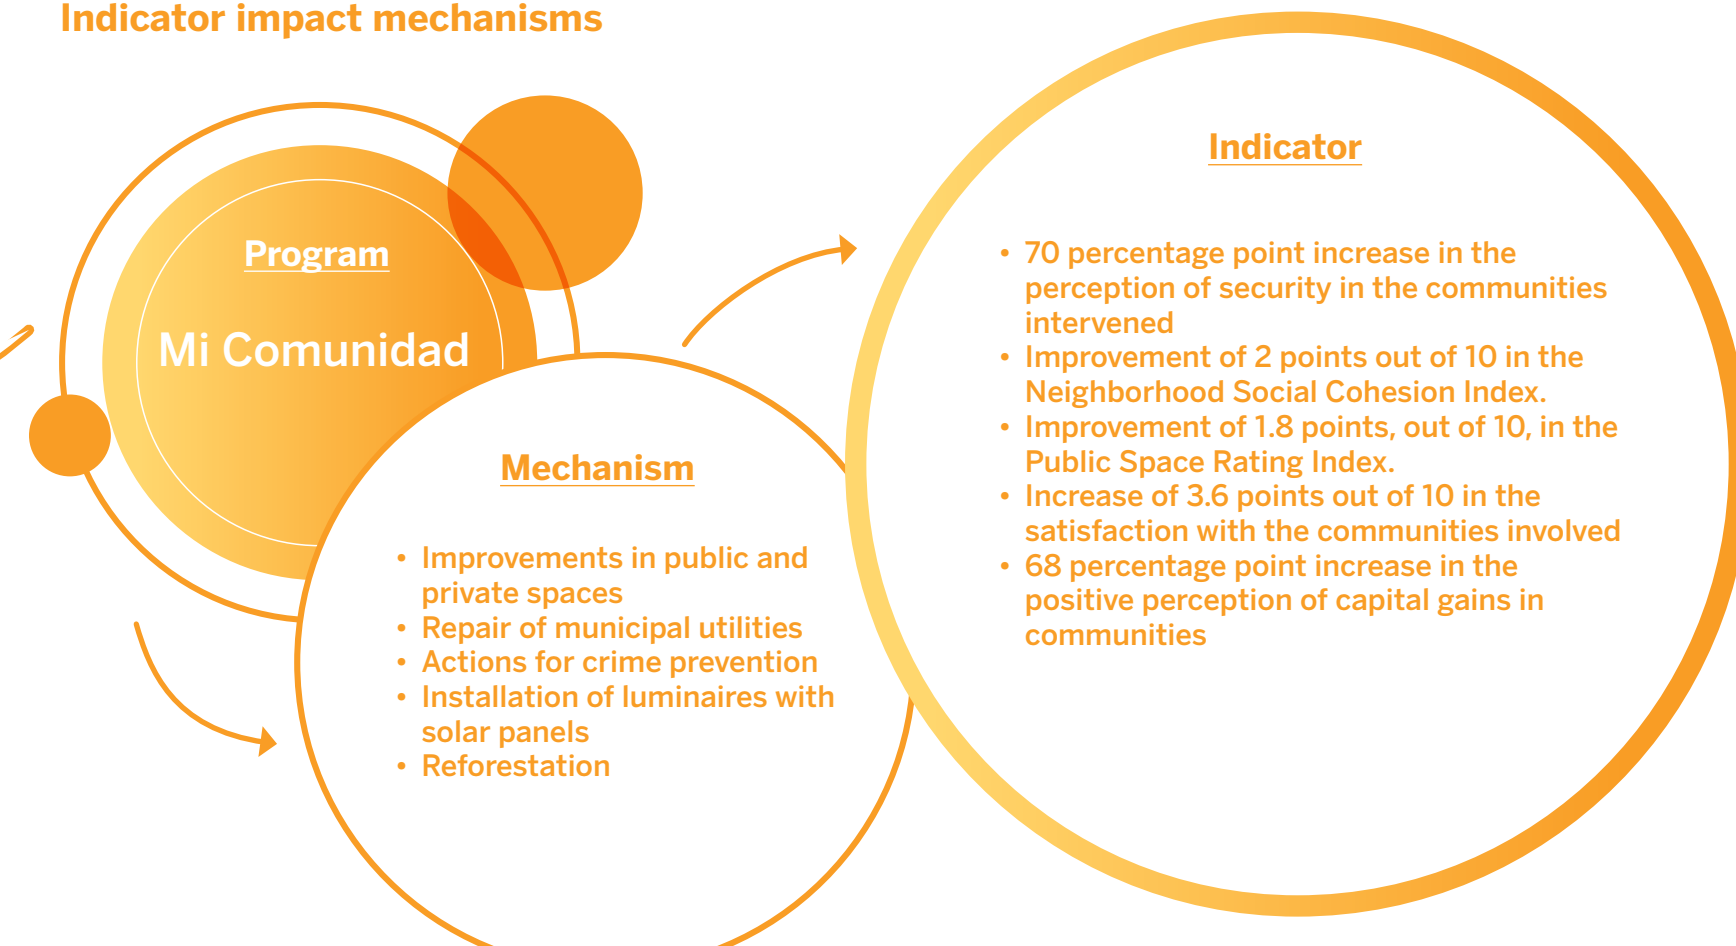 Indicator impact mechanisms
Program
Mi Comunidad
Mechanism
• Improvements in public and
private spaces
• Repair of municipal utilities
• Actions for crime prevention
• Installation of luminaires with
solar panels
• Reforestation
Indicator
• 70 percentage point increase in the
perception of security in the communities
intervened
• Improvement of 2 points out of 10 in the
Neighborhood Social Cohesion Index.
• Improvement of 1.8 points, out of 10, in the
Public Space Rating Index.
• Increase of 3.6 points out of 10 in the
satisfaction with the communities involved
• 68 percentage point increase in the
positive perception of capital gains in
communities